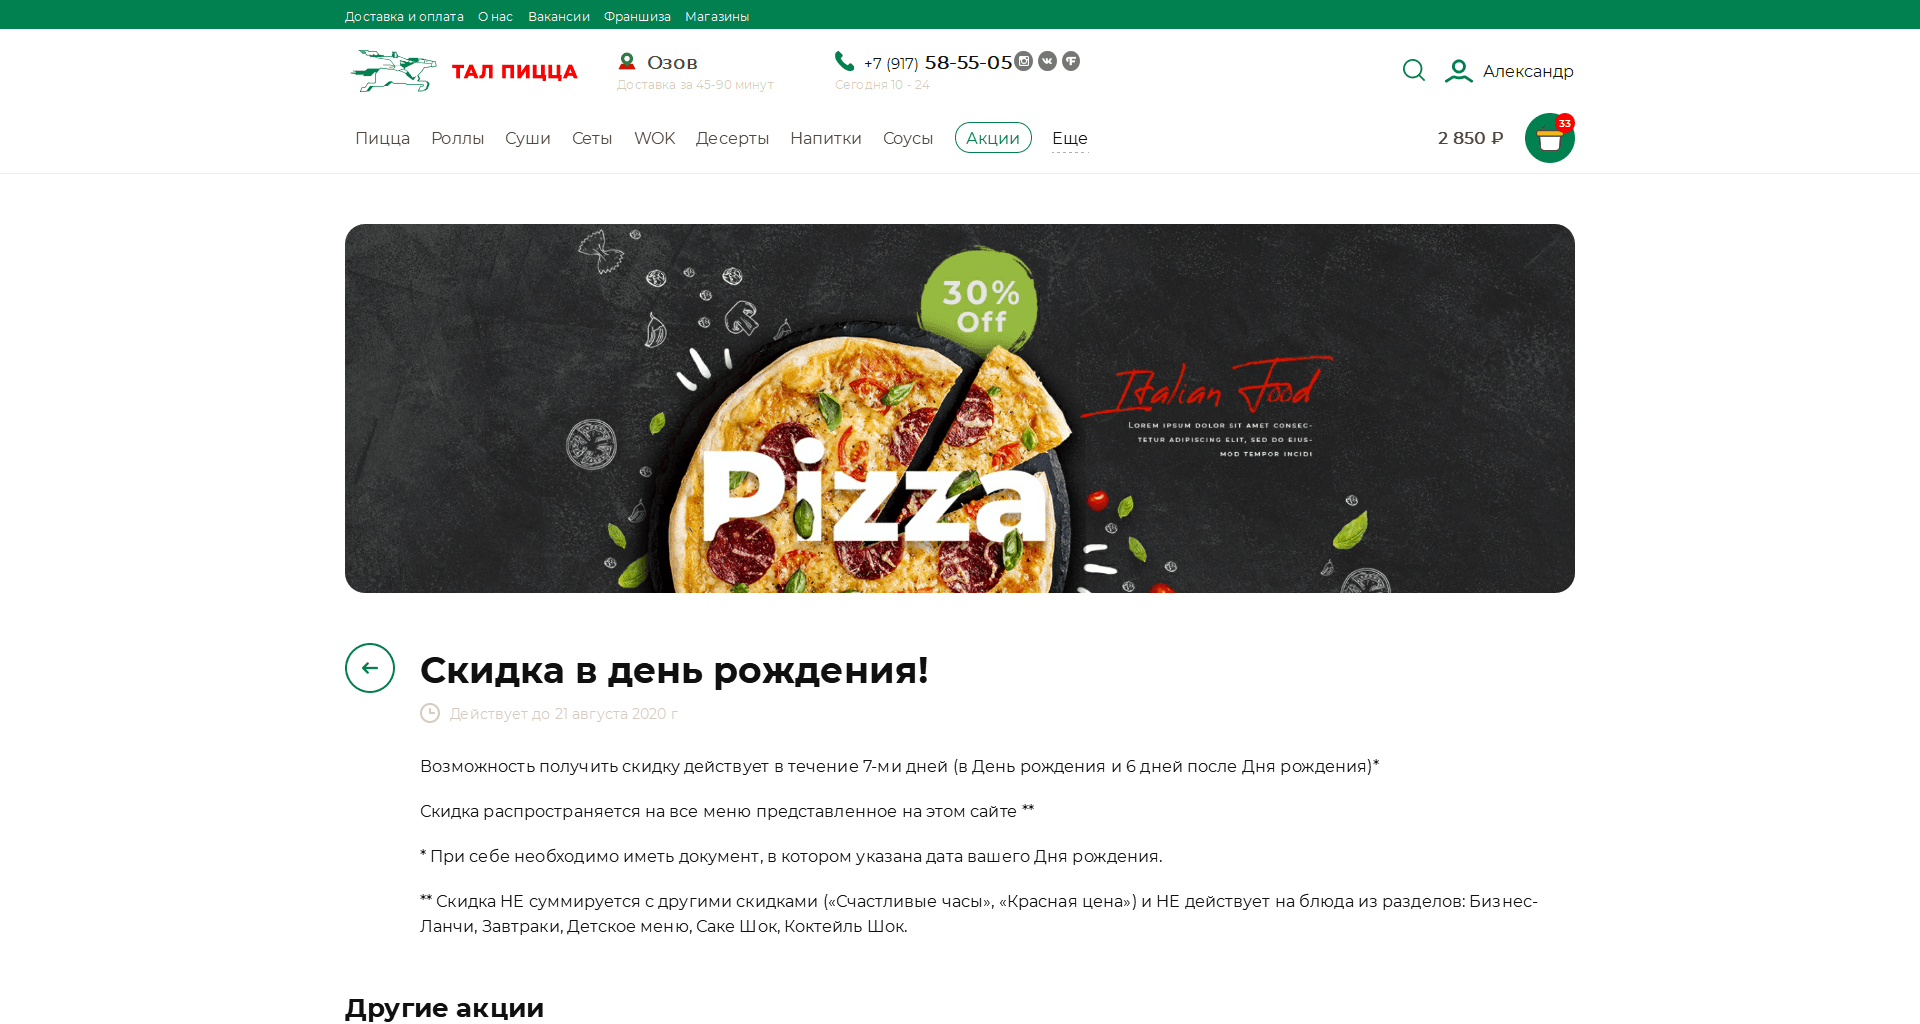 Доставка и оплата О нас Вакансии Франшиза Магазины
ТАЛ ПИЦЦА
Озов
Доставка за 45-90 минут
+7 (917) 58-55-05
Сегодня 10 - 24
Александр
Пицца Роллы Суши Сеты WOK Десерты Напитки Соусы Акции Еще
2 850 ₽
33
30%
Off
Pizza
Italian Food
Lorem ipsum dolor sit amet consec-
tetur adipiscing elit, sed do eius-
mod tempor incidi
Скидка в день рождения!
Действует до 21 августа 2020 г
Возможность получить скидку действует в течение 7-ми дней (в День рождения и 6 дней после Дня рождения)*
Скидка распространяется на все меню представленное на этом сайте **
* При себе необходимо иметь документ, в котором указана дата вашего Дня рождения.
** Скидка НЕ суммируется с другими скидками («Счастливые часы», «Красная цена») и НЕ действует на блюда из разделов: Бизнес-
Ланчи, Завтраки, Детское меню, Саке Шок, Коктейль Шок.
Другие акции